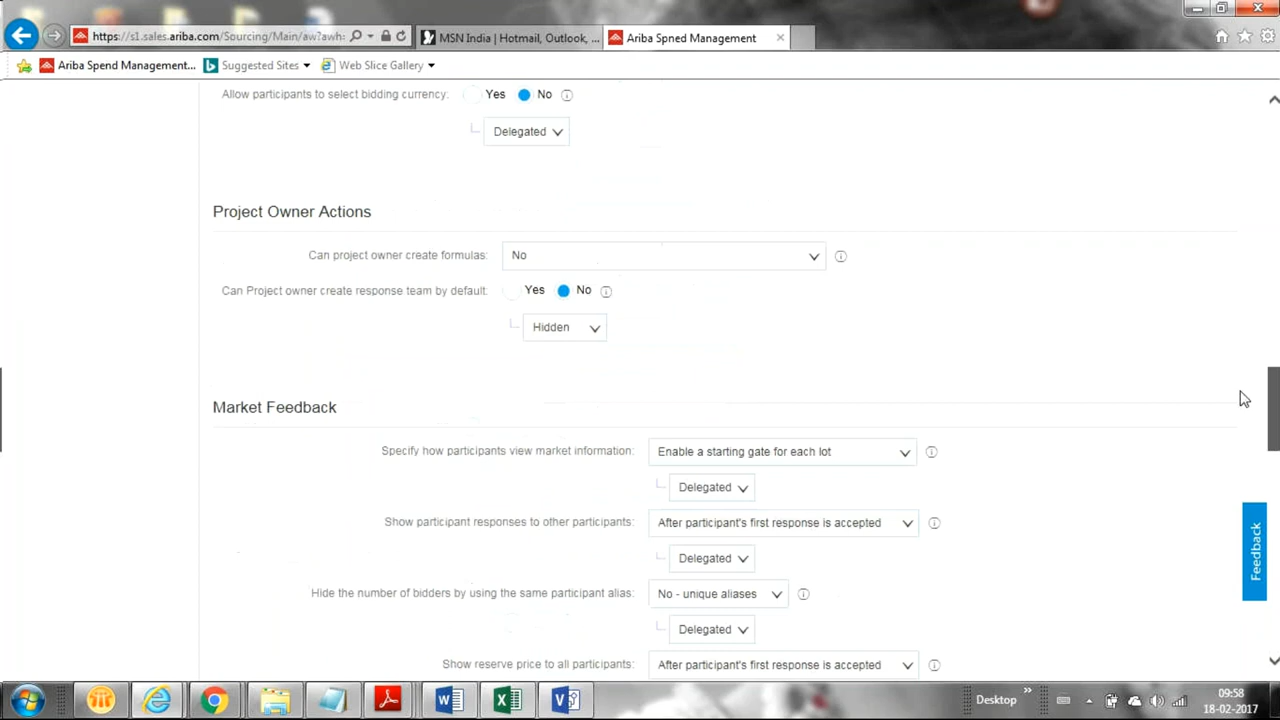 https://s1.sales.ariba.com/Sourcing/Main/aw?awh:
MSN India | Hotmail, Outlook, ...
Ariba Spned Management
Ariba Spend Management...
Suggested Sites
Web Slice Gallery
Allow participants to select bidding currency:
Yes
No
Delegated
Project Owner Actions
Can project owner create formulas:
No
Can Project owner create response team by default:
Yes
No
Hidden
Market Feedback
Specify how participants view market information:
Enable a starting gate for each lot
Delegated
Show participant responses to other participants:
After participant's first response is accepted
Delegated
Hide the number of bidders by using the same participant alias:
No - unique aliases
Delegated
Show reserve price to all participants:
After participant's first response is accepted
Feedback
Desktop
09:58
18-02-2017